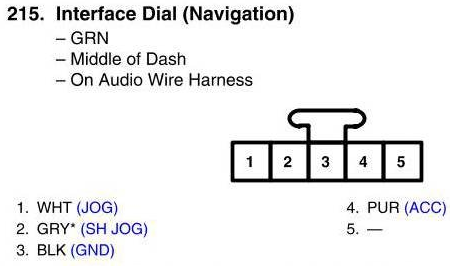 215. Interface Dial (Navigation)
– GRN
– Middle of Dash
– On Audio Wire Harness
1 2 3 4 5
1. WHT (JOG)
2. GRY* (SH JOG)
3. BLK (GND)
4. PUR (ACC)
5. —